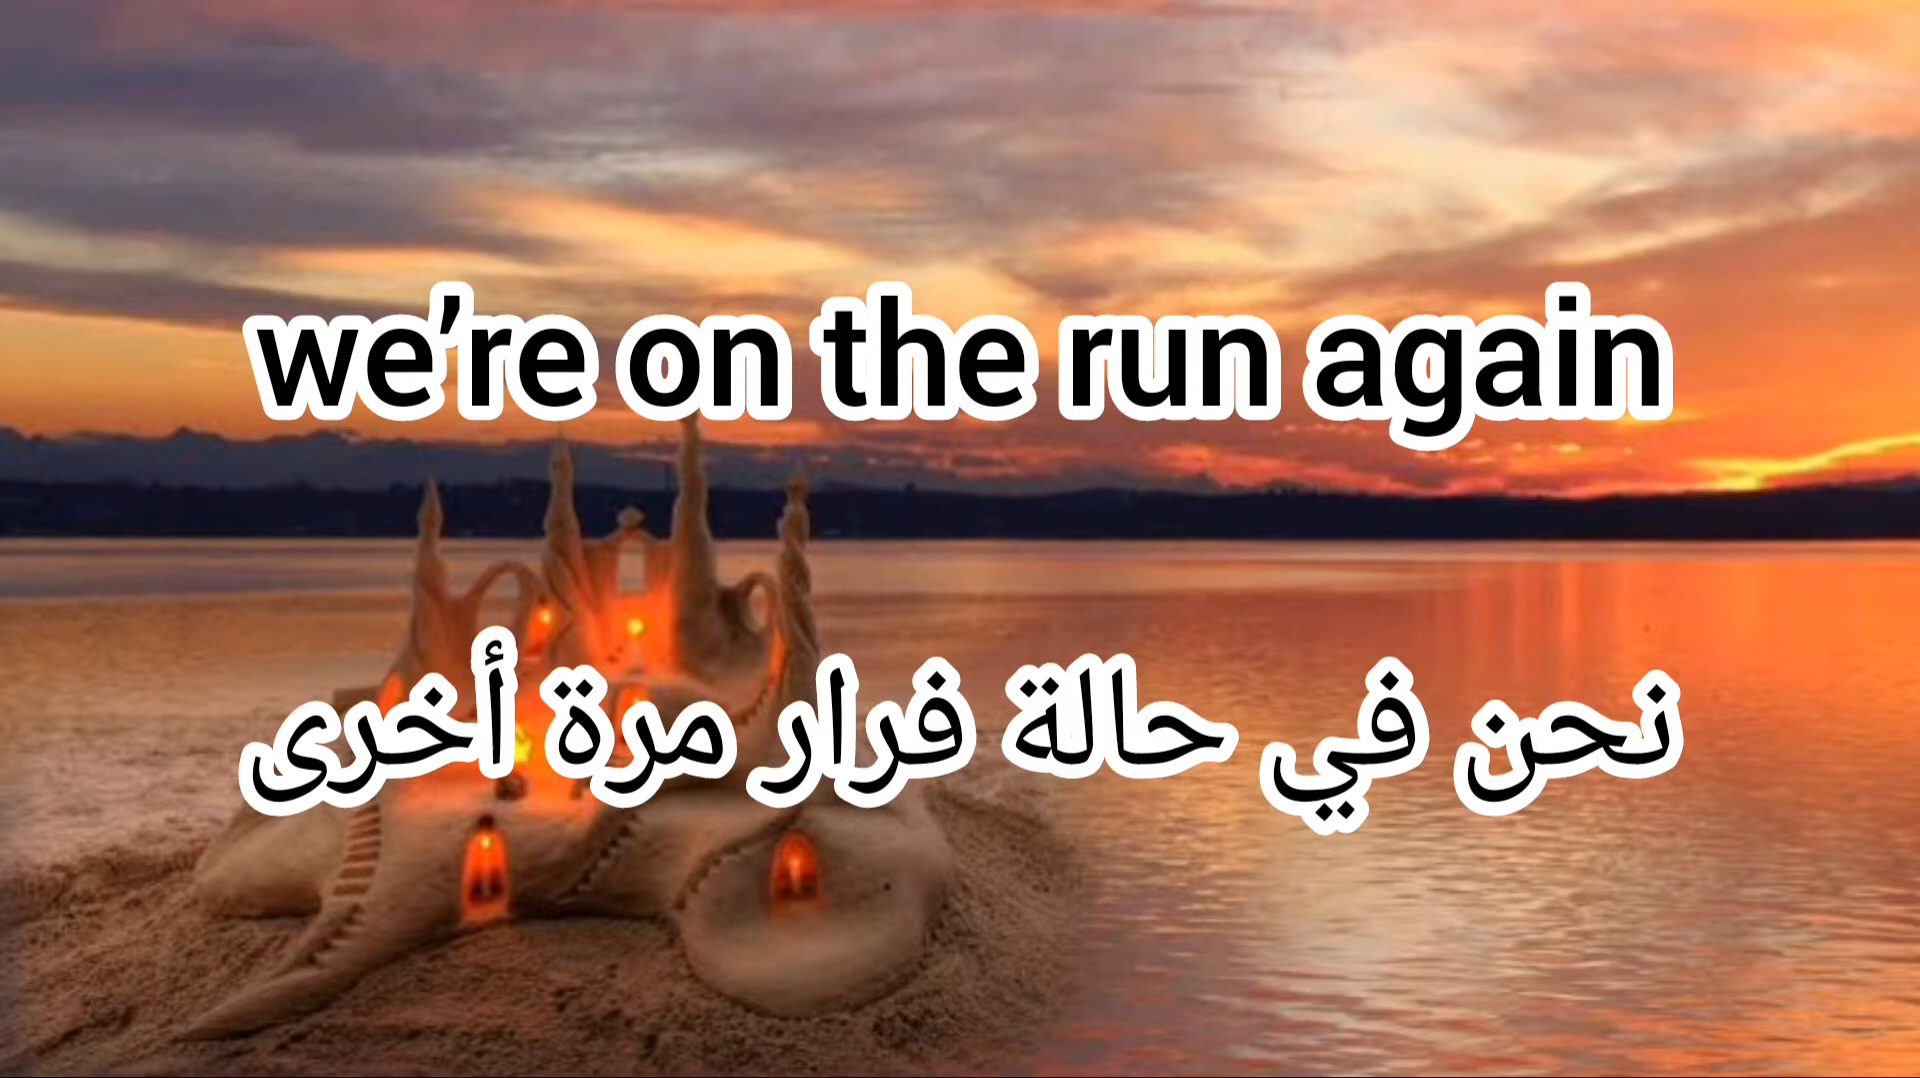 we’re on the run again
نحن في حالة فرار مرة أخرى